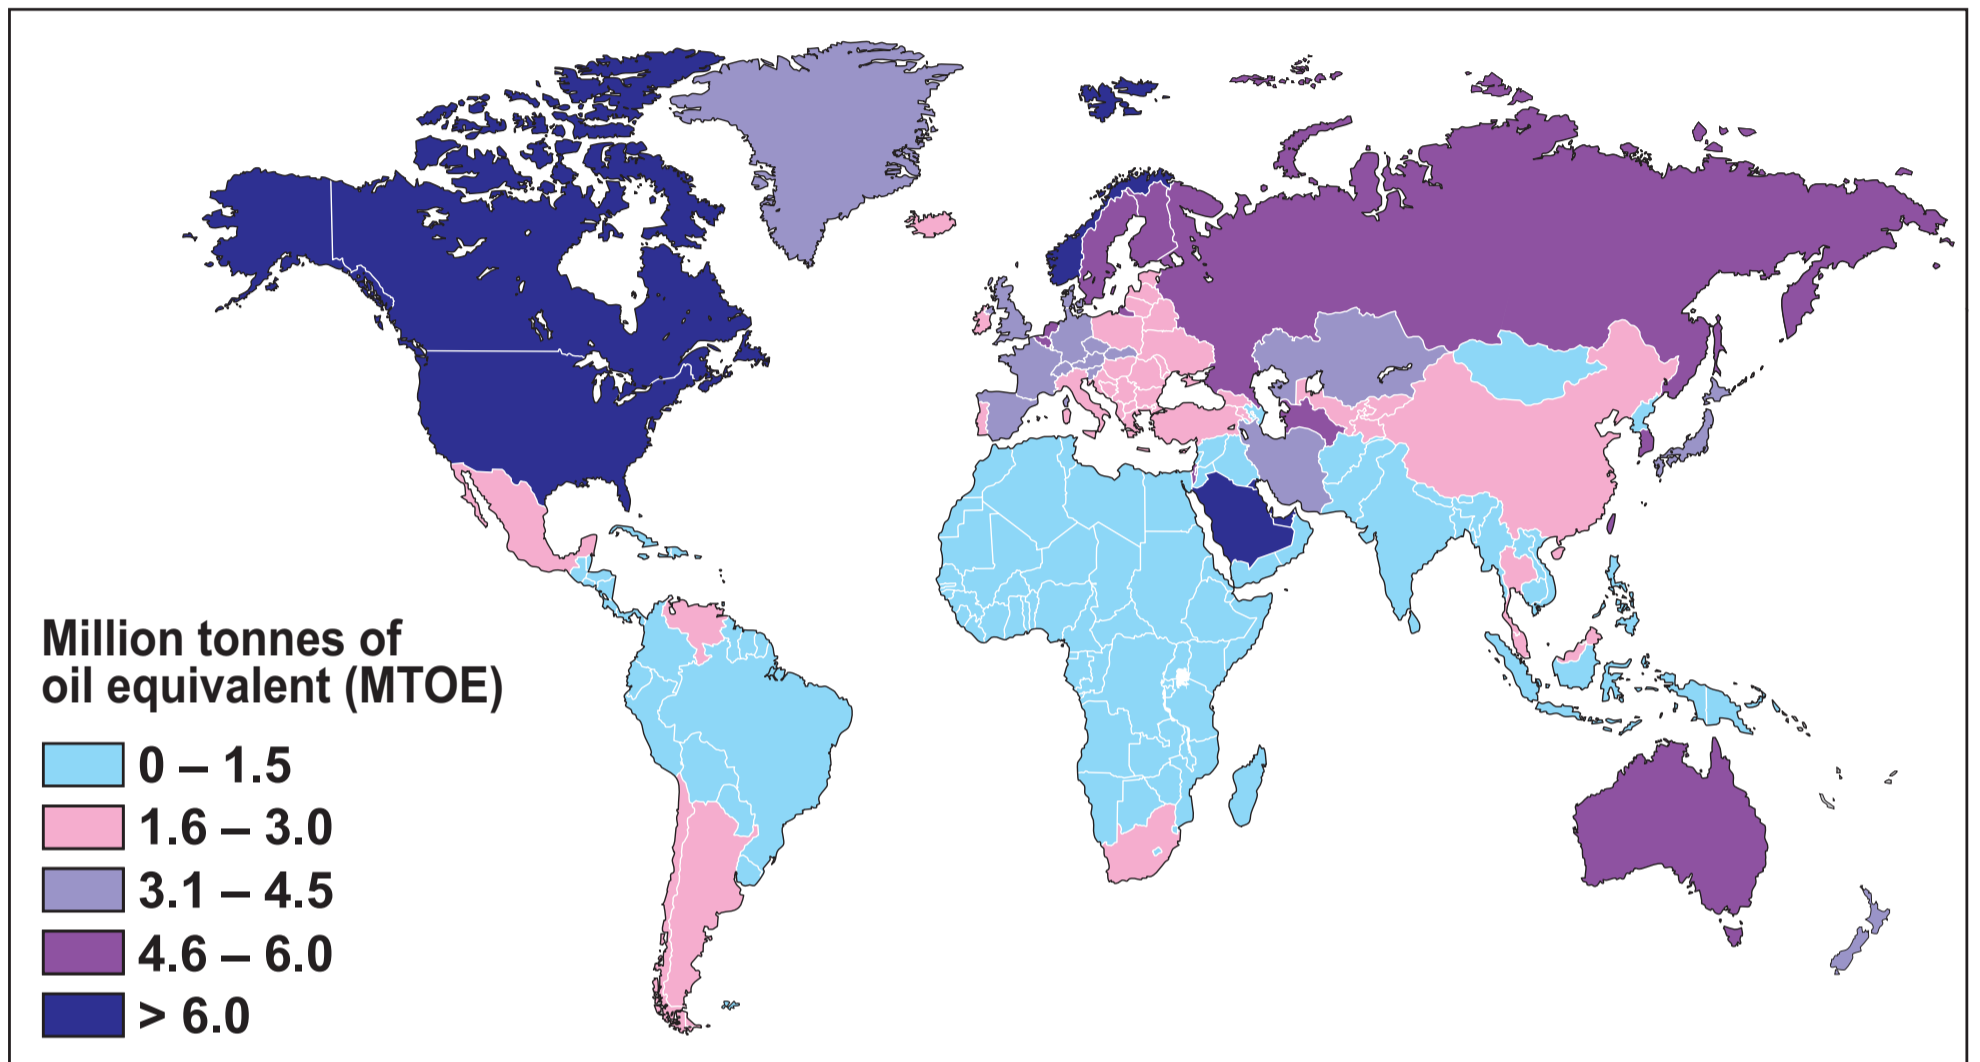 Million tonnes of
oil equivalent (MTOE)
0 – 1.5
1.6 – 3.0
3.1 – 4.5
4.6 – 6.0
> 6.0